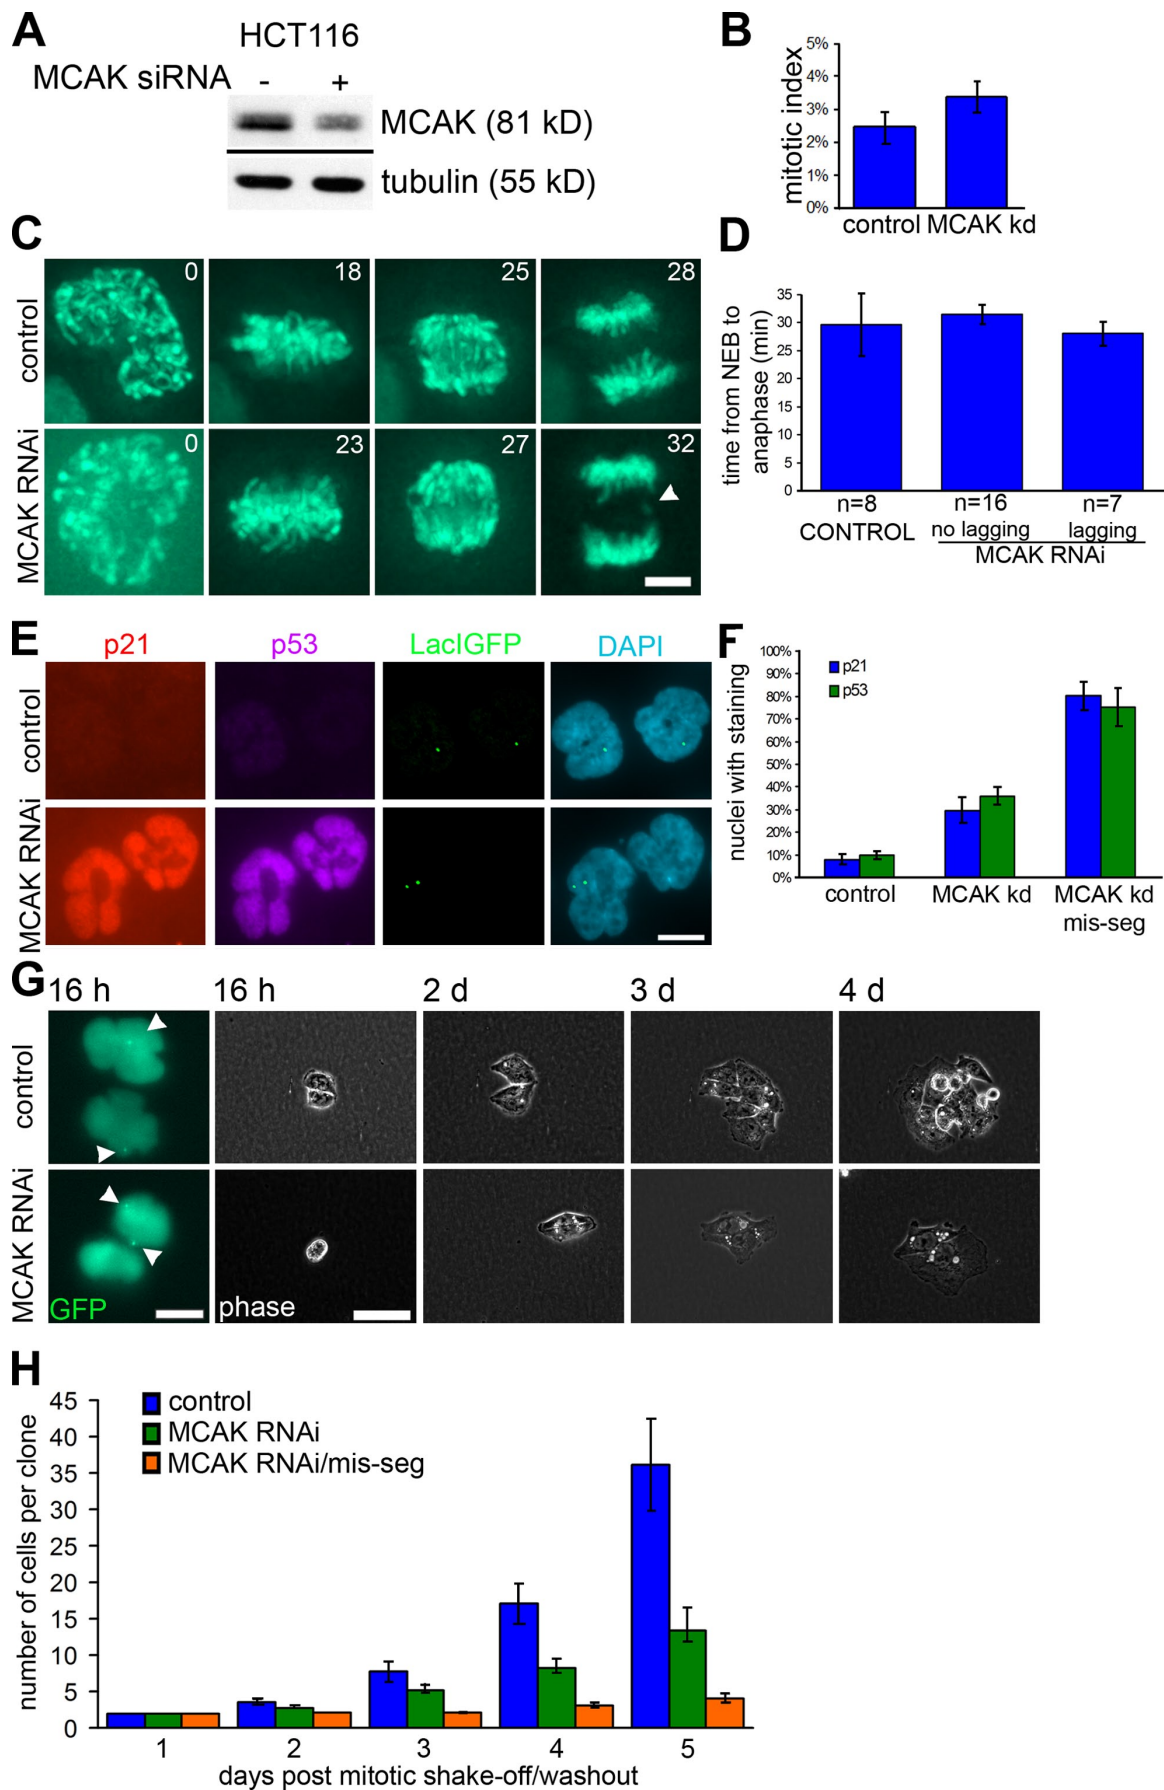 A
HCT116
MCAK siRNA - +
MCAK (81 kD)
tubulin (55 kD)
B
mitotic index
5%
4%
3%
2%
1%
0%
control MCAK kd
C
control
0 18 25 28
MCAK RNAi
0 23 27 32
D
time from NEB to
anaphase (min)
35
30
25
20
15
10
5
0
n=8 n=16 n=7
CONTROL no lagging lagging
MCAK RNAi
E
p21 p53 LacIGFP DAPI
control
MCAK RNAi
F
nuclei with staining
100%
90%
80%
70%
60%
50%
40%
30%
20%
10%
0%
p21
p53
control MCAK kd MCAK kd
mis-seg
G
16 h 16 h 2 d 3 d 4 d
control
MCAK RNAi
GFP phase
H
number of cells per clone
45
40
35
30
25
20
15
10
5
0
control
MCAK RNAi
MCAK RNAi/mis-seg
1 2 3 4 5
days post mitotic shake-off/washout